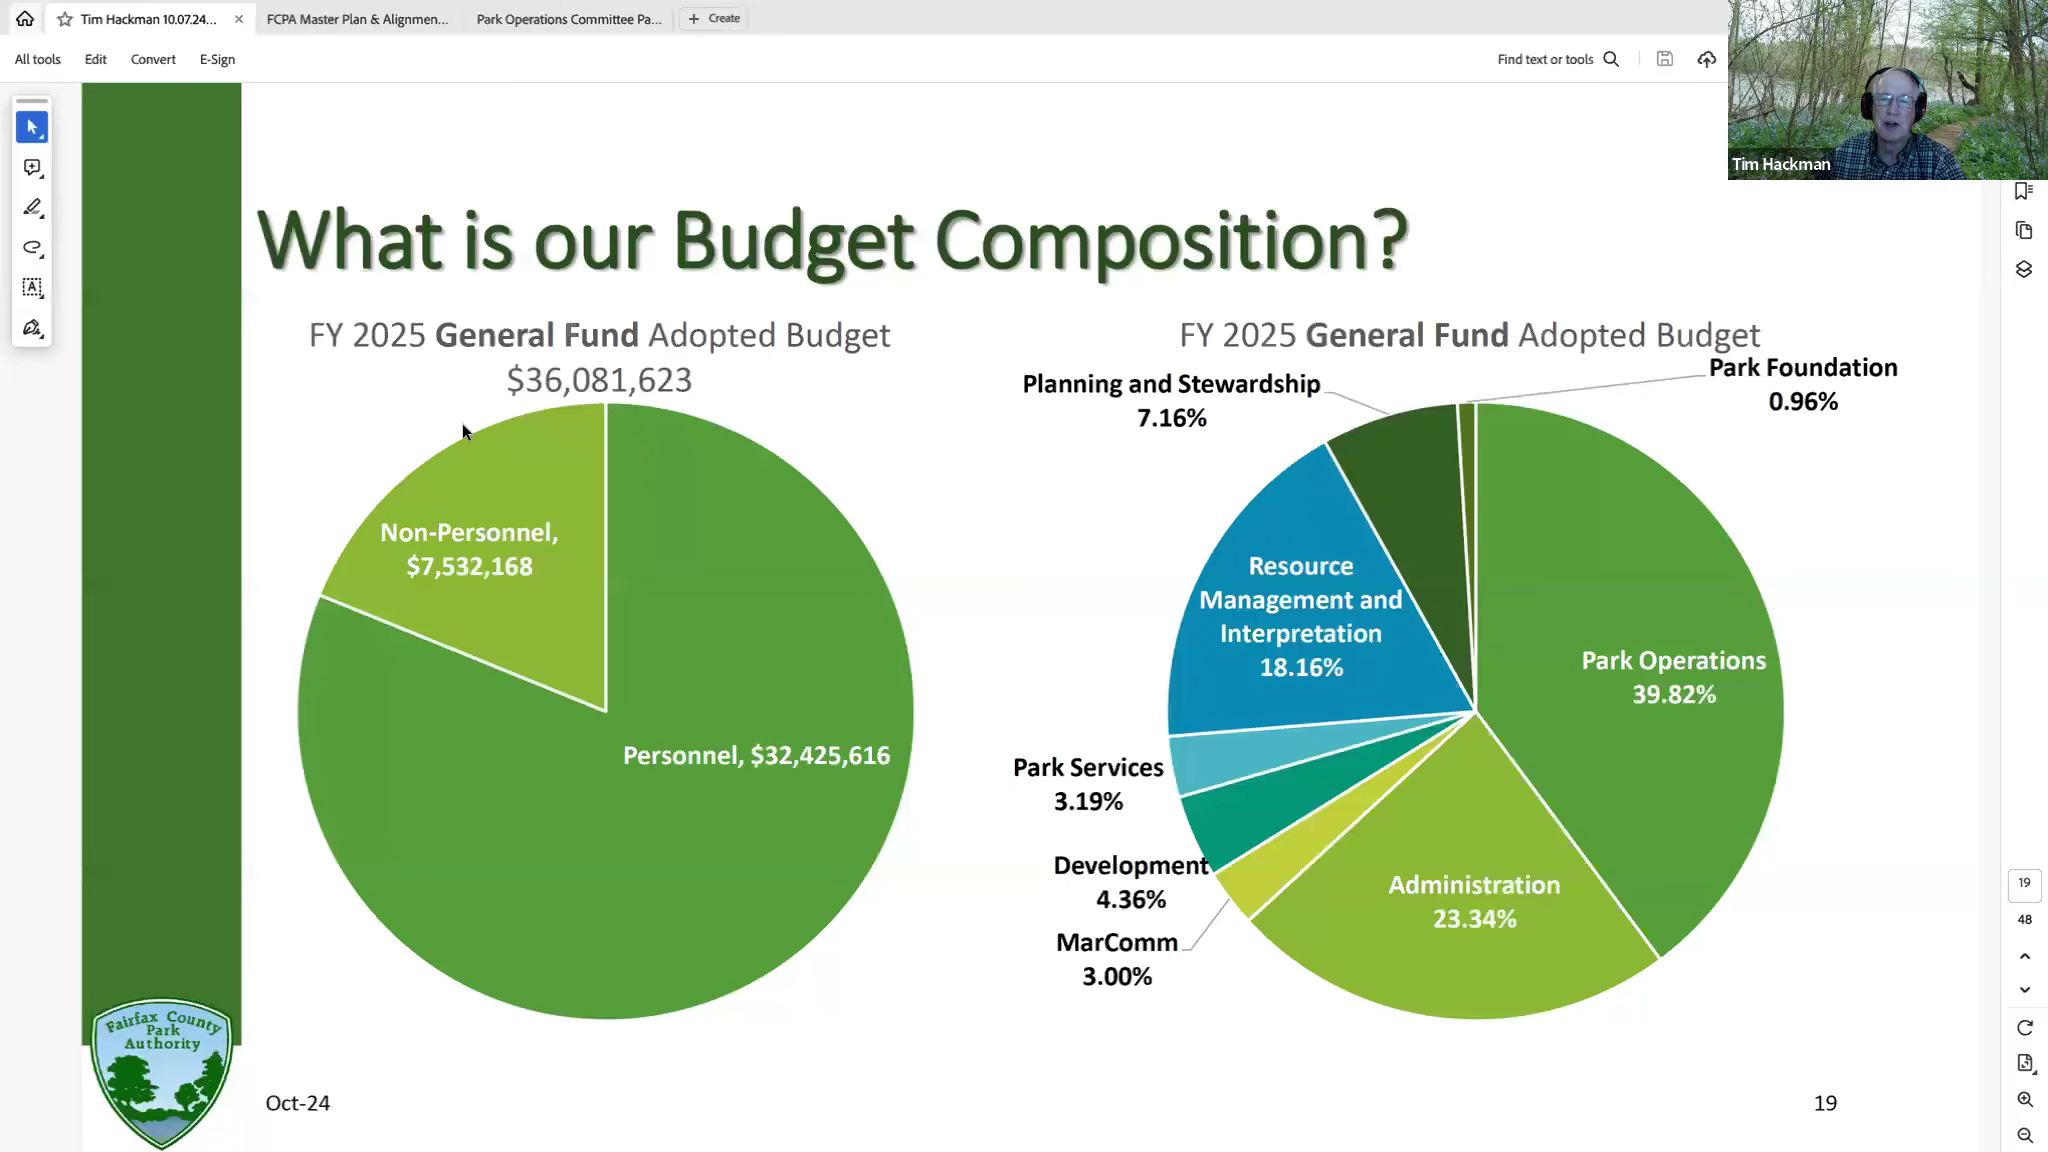 Tim Hackman 10.07.24...
FCPA Master Plan & Alignmen...
Park Operations Committee Pa...
Create
All tools
Edit
Convert
E-Sign
Find text or tools
Tim Hackman
What is our Budget Composition?
FY 2025 General Fund Adopted Budget
$36,081,623
Non-Personnel,
$7,532,168
Personnel, $32,425,616
FY 2025 General Fund Adopted Budget
Park Foundation
0.96%
Planning and Stewardship
7.16%
Resource
Management and
Interpretation
18.16%
Park Operations
39.82%
Park Services
3.19%
Development
4.36%
Administration
23.34%
MarComm
3.00%
Fairfax County
Park
Authority
Oct-24
19
19
48